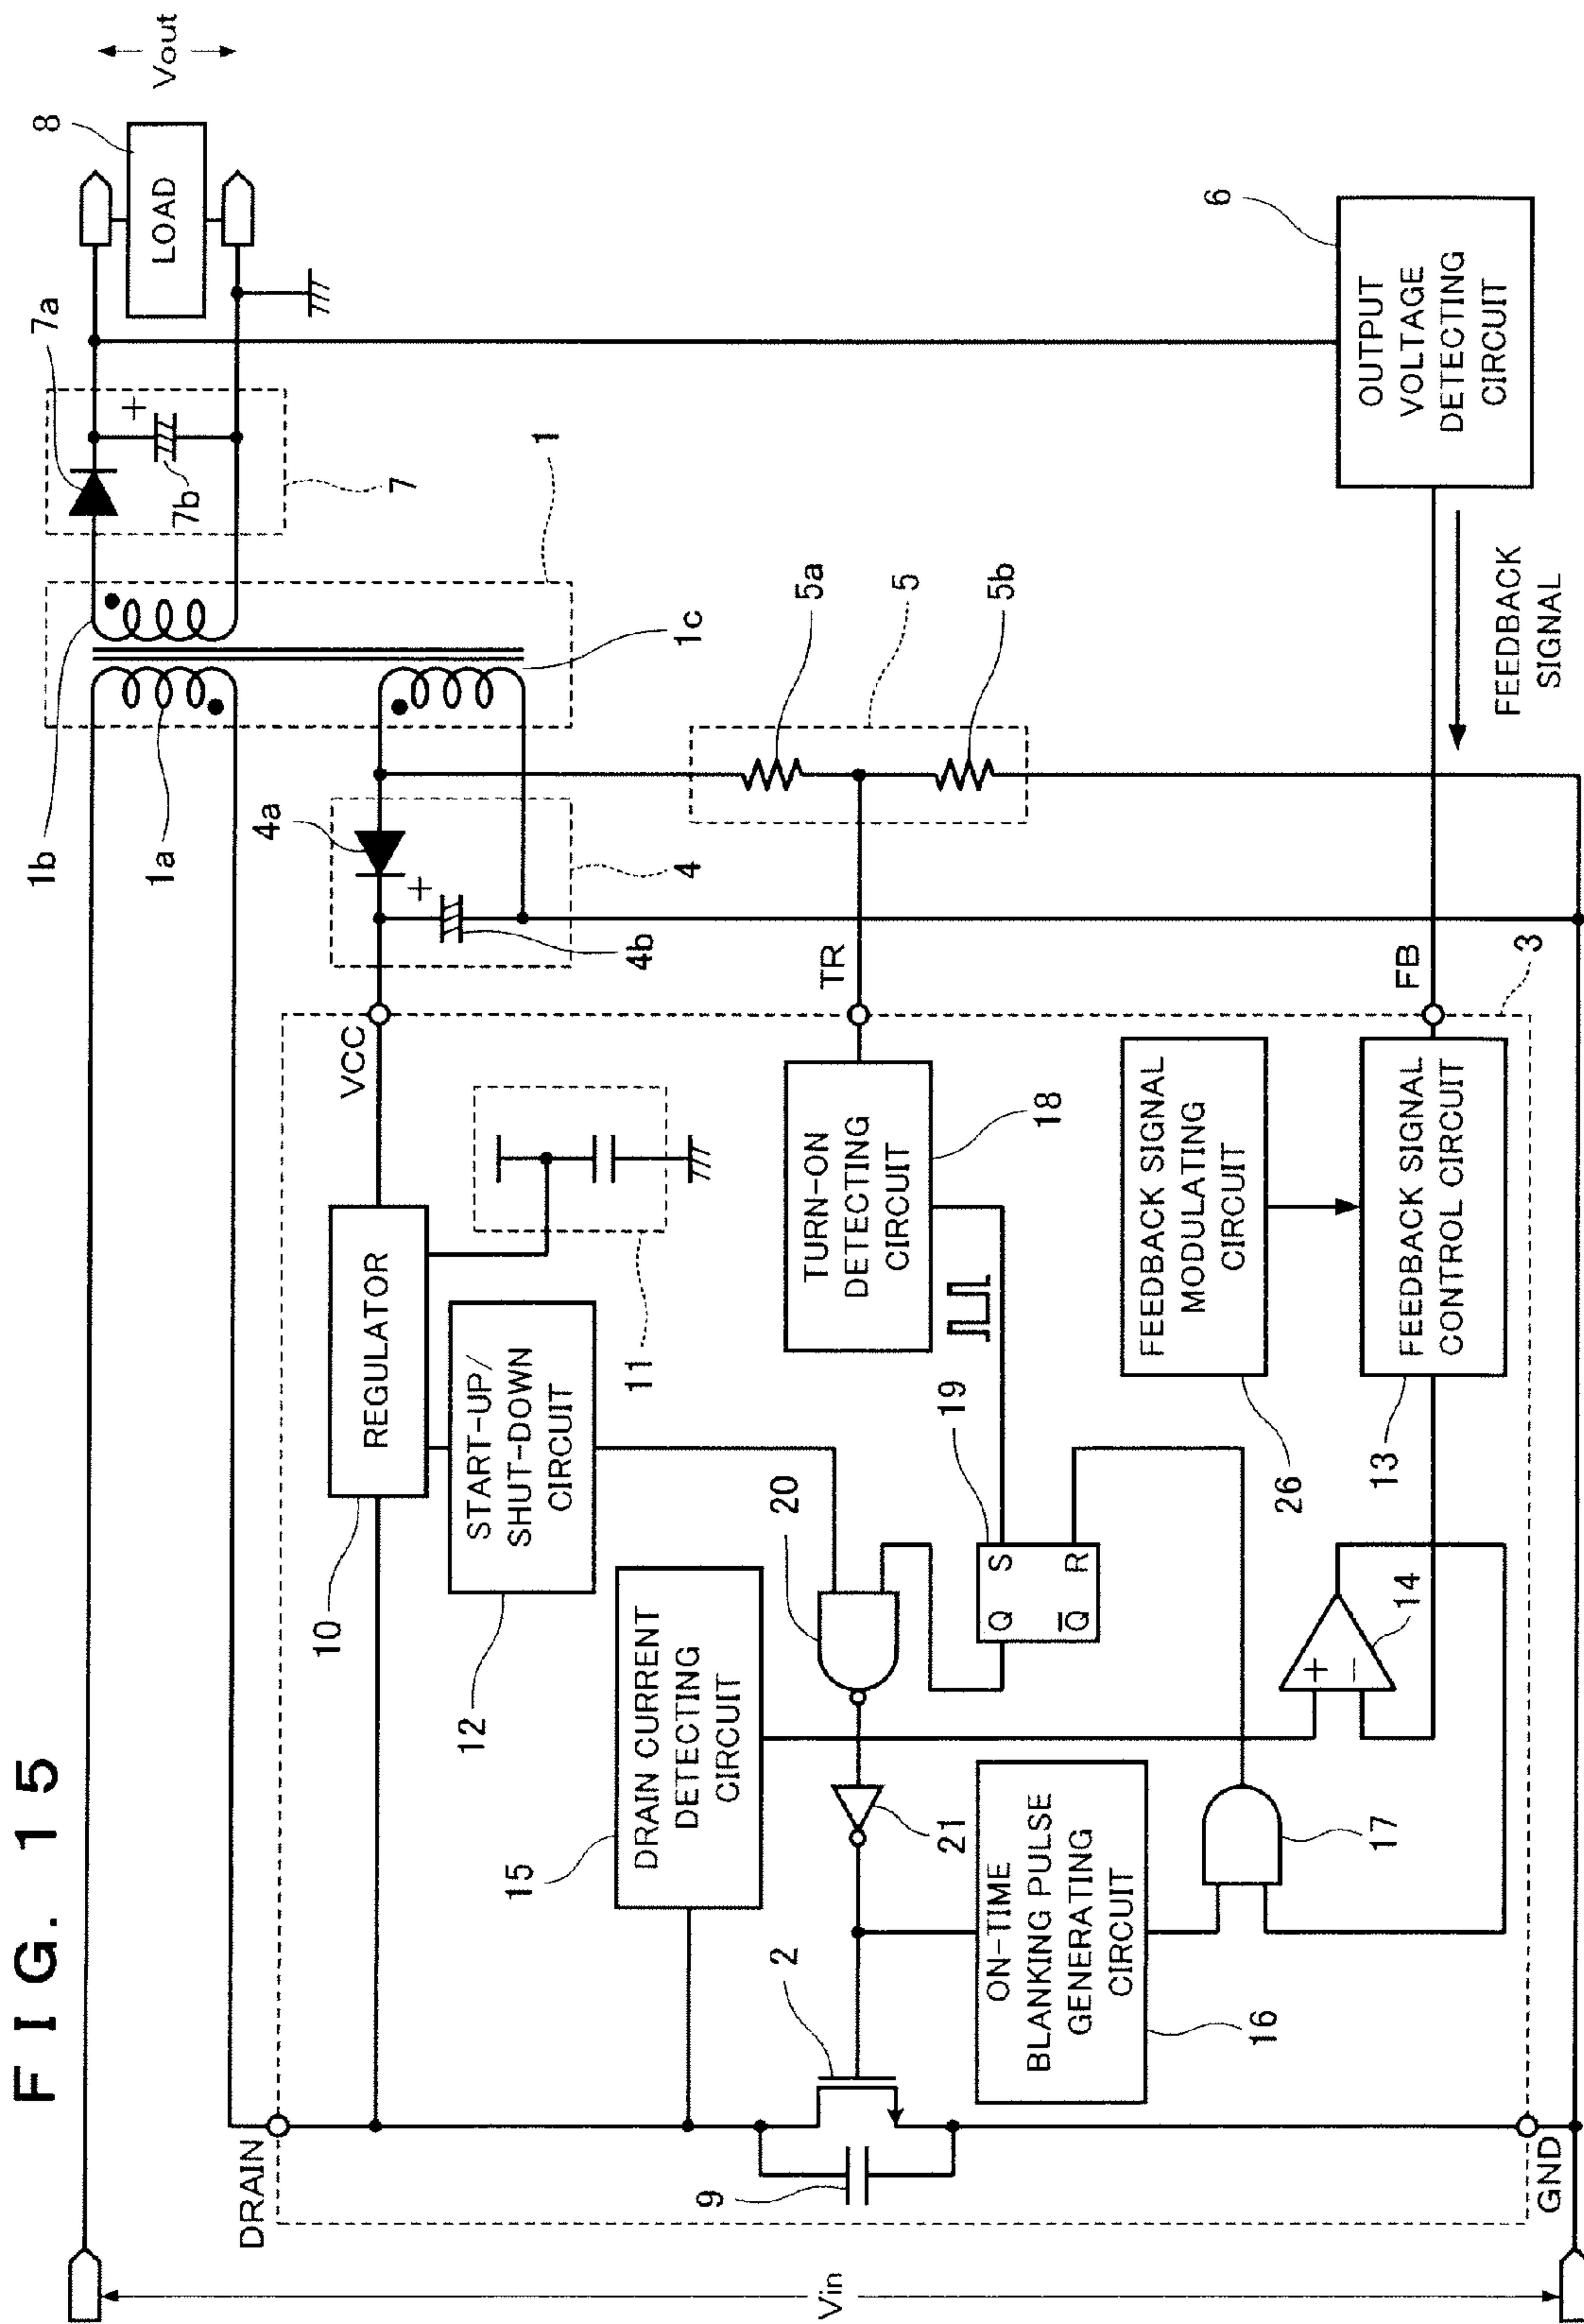 FIG. 15
Vin
DRAIN
GND
1b
1a
1
1c
7a
7b
7
+
8
LOAD
Vout
4a
4b
4
+
5a
5
5b
6
OUTPUT
VOLTAGE
DETECTING
CIRCUIT
FEEDBACK
SIGNAL
VCC
TR
FB
3
REGULATOR
10
11
START-UP/
SHUT-DOWN
CIRCUIT
12
DRAIN CURRENT
DETECTING
CIRCUIT
15
TURN-ON
DETECTING
CIRCUIT
18
20
19
S
Q
R
Q̅
21
2
9
ON-TIME
BLANKING PULSE
GENERATING
CIRCUIT
16
17
+
−
14
FEEDBACK SIGNAL
MODULATING
CIRCUIT
26
FEEDBACK SIGNAL
CONTROL CIRCUIT
13